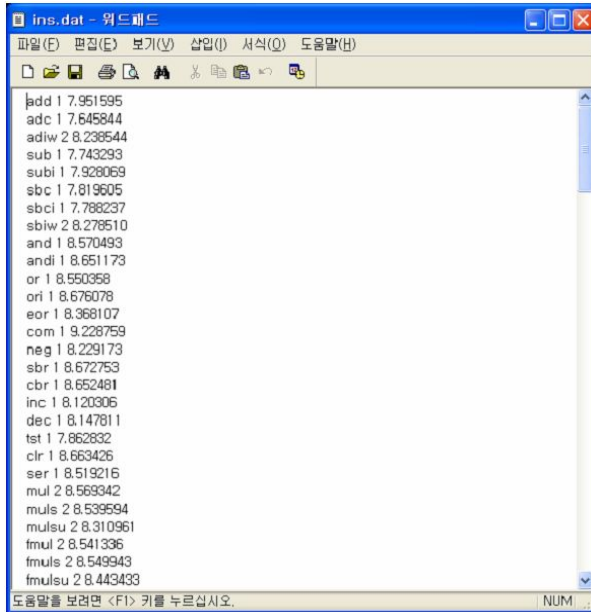 ins.dat - 워드패드
파일(F) 편집(E) 보기(V) 삽입(I) 서식(O) 도움말(H)
add 1 7.951595
adc 1 7.645844
adiw 2 8.238544
sub 1 7.743293
subi 1 7.928069
sbc 1 7.819605
sbci 1 7.788237
sbiw 2 8.278510
and 1 8.570493
andi 1 8.651173
or 1 8.550358
ori 1 8.676078
eor 1 8.368107
com 1 9.228759
neg 1 8.229173
sbr 1 8.672753
cbr 1 8.652481
inc 1 8.120306
dec 1 8.147811
tst 1 7.862832
clr 1 8.663426
ser 1 8.519216
mul 2 8.569342
muls 2 8.539594
mulsu 2 8.310961
fmul 2 8.541336
fmuls 2 8.549943
fmulsu 2 8.443433
도움말을 보려면 <F1> 키를 누르십시오.
NUM